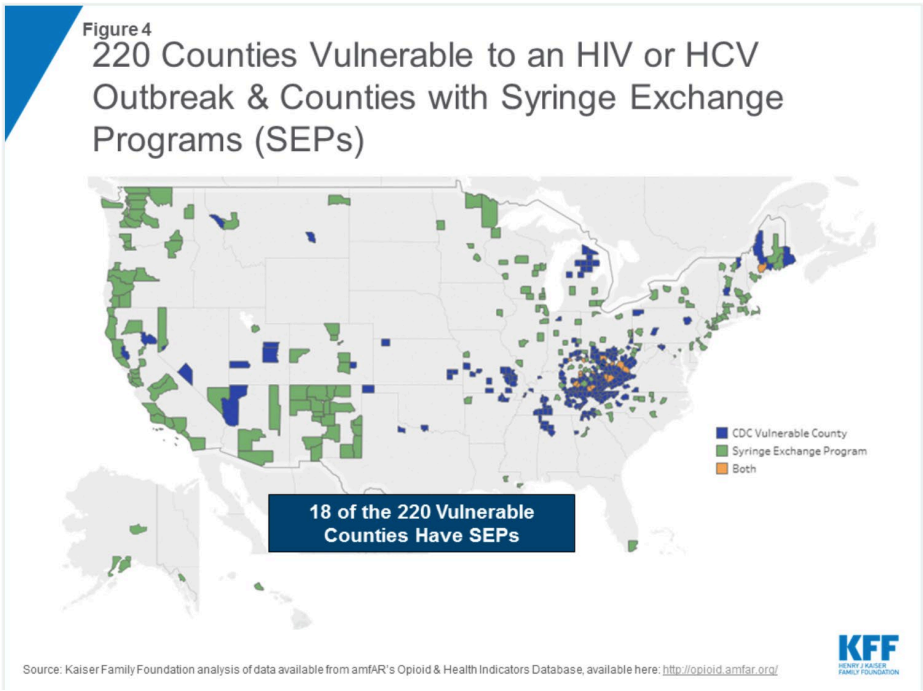 Figure 4
220 Counties Vulnerable to an HIV or HCV
Outbreak & Counties with Syringe Exchange
Programs (SEPs)
CDC Vulnerable County
Syringe Exchange Program
Both
18 of the 220 Vulnerable
Counties Have SEPs
Source: Kaiser Family Foundation analysis of data available from amfAR's Opioid & Health Indicators Database, available here: http://opioid.amfar.org/
KFF
HENRY J KAISER
FAMILY FOUNDATION